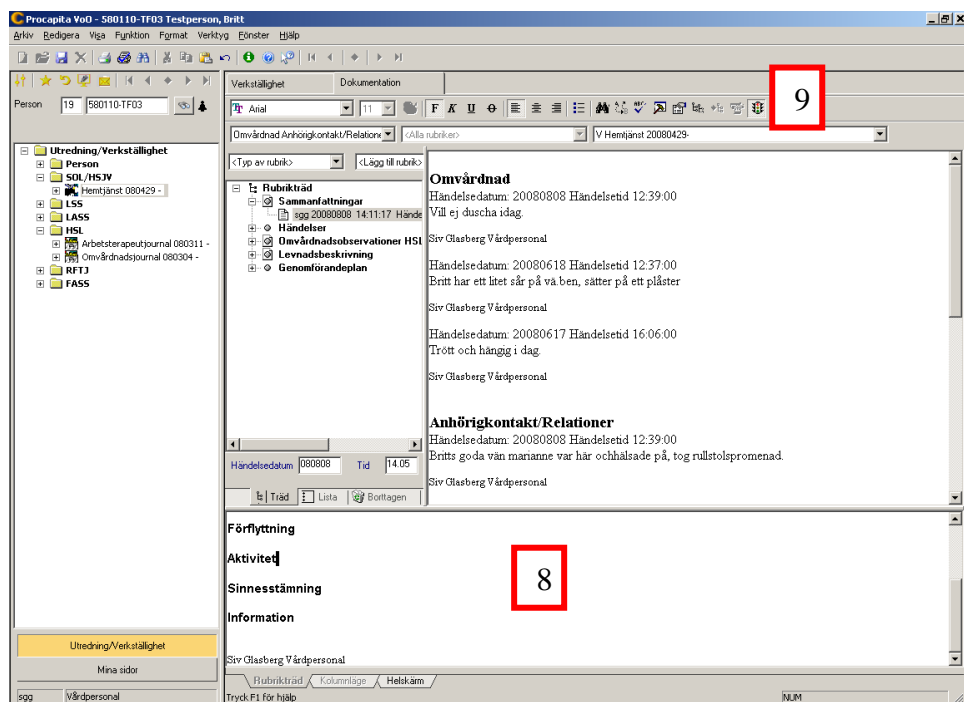 Procapita VoO - 580110-TF03 Testperson, Britt
Arkiv Redigera Visa Funktion Format Verktyg Fönster Hjälp
Person 19 580110-TF03
Utredning/Verkställighet
Person
SOL/HSJV
Hemtjänst 080429 -
LSS
LASS
HSL
Arbetsterapeutjournal 080311 -
Omvårdnadsjournal 080304 -
RFTJ
FASS
Utredning/Verkställighet
Mina sidor
sgg Vårdpersonal
Verkställighet Dokumentation
Arial 11 F K U
9
Omvårdnad Anhörigkontakt/Relatione <Alla rubriker> V Hemtjänst 20080429-
<Typ av rubrik> <Lägg till rubrik>
Rubrikträd
Sammanfattningar
sgg 20080808 14:11:17 Hände
Händelser
Omvårdnadsobservationer HSL
Levnadsbeskrivning
Genomförandeplan
Händelsedatum 080808 Tid 14.05
Träd Lista Borttagen
Omvårdnad
Händelsedatum: 20080808 Händelsetid 12:39:00
Vill ej duscha idag.
Siv Glasberg Vårdpersonal
Händelsedatum: 20080618 Händelsetid 12:37:00
Britt har ett litet sår på vä.ben, sätter på ett plåster
Siv Glasberg Vårdpersonal
Händelsedatum: 20080617 Händelsetid 16:06:00
Trött och hängig i dag.
Siv Glasberg Vårdpersonal
Anhörigkontakt/Relationer
Händelsedatum: 20080808 Händelsetid 12:39:00
Britts goda vän marianne var här ochhälsade på, tog rullstolspromenad.
Siv Glasberg Vårdpersonal
Förflyttning
Aktivitet
8
Sinnesstämning
Information
Siv Glasberg Vårdpersonal
Rubrikträd Kolumnläge Helskärm
Tryck F1 för hjälp NUM